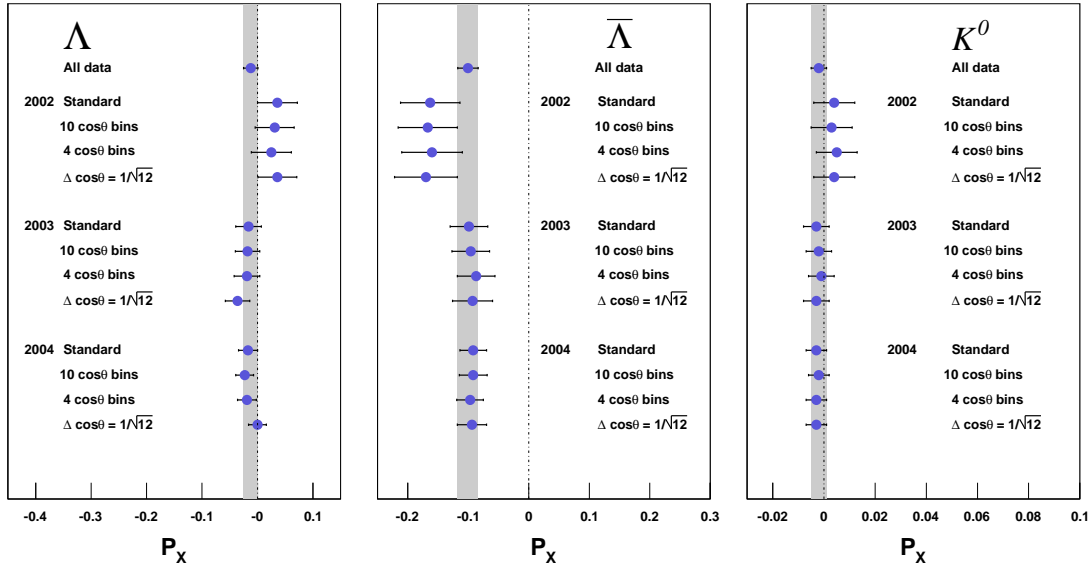 Λ
All data
2002 Standard
10 cosθ bins
4 cosθ bins
Δ cosθ = 1/√12
2003 Standard
10 cosθ bins
4 cosθ bins
Δ cosθ = 1/√12
2004 Standard
10 cosθ bins
4 cosθ bins
Δ cosθ = 1/√12
-0.4 -0.3 -0.2 -0.1 -0 0.1
P_X
Λ̅
All data
2002 Standard
10 cosθ bins
4 cosθ bins
Δ cosθ = 1/√12
2003 Standard
10 cosθ bins
4 cosθ bins
Δ cosθ = 1/√12
2004 Standard
10 cosθ bins
4 cosθ bins
Δ cosθ = 1/√12
-0.2 -0.1 0 0.1 0.2 0.3
P_X
K⁰
All data
2002 Standard
10 cosθ bins
4 cosθ bins
Δ cosθ = 1/√12
2003 Standard
10 cosθ bins
4 cosθ bins
Δ cosθ = 1/√12
2004 Standard
10 cosθ bins
4 cosθ bins
Δ cosθ = 1/√12
-0.02 0 0.02 0.04 0.06 0.08 0.1
P_X